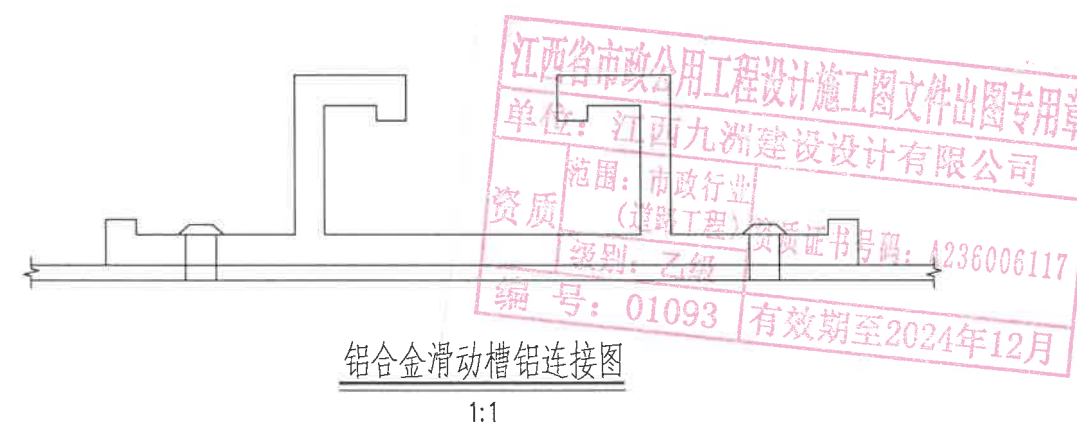 江西省市政公用工程设计施工图文件出图专用章
单位：江西九洲建设设计有限公司
资质
范围：市政行业
(道路工程)
资质证书号码：A236006117
级别：乙级
编 号：01093
有效期至2024年12月
铝合金滑动槽铝连接图
1:1